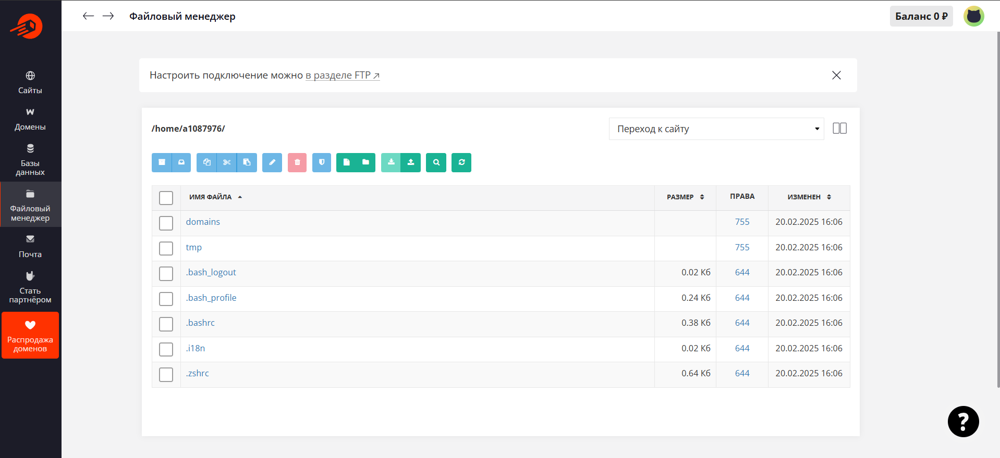 Файловый менеджер
Баланс 0 ₽
Сайты
Домены
Базы
данных
Файловый
менеджер
Почта
Стать
партнёром
Распродажа
доменов
Настроить подключение можно в разделе FTP
/home/a1087976/
Переход к сайту
ИМЯ ФАЙЛА РАЗМЕР ПРАВА ИЗМЕНЕН
domains 755 20.02.2025 16:06
tmp 755 20.02.2025 16:06
.bash_logout 0.02 Кб 644 20.02.2025 16:06
.bash_profile 0.24 Кб 644 20.02.2025 16:06
.bashrc 0.38 Кб 644 20.02.2025 16:06
.i18n 0.02 Кб 644 20.02.2025 16:06
.zshrc 0.64 Кб 644 20.02.2025 16:06
?